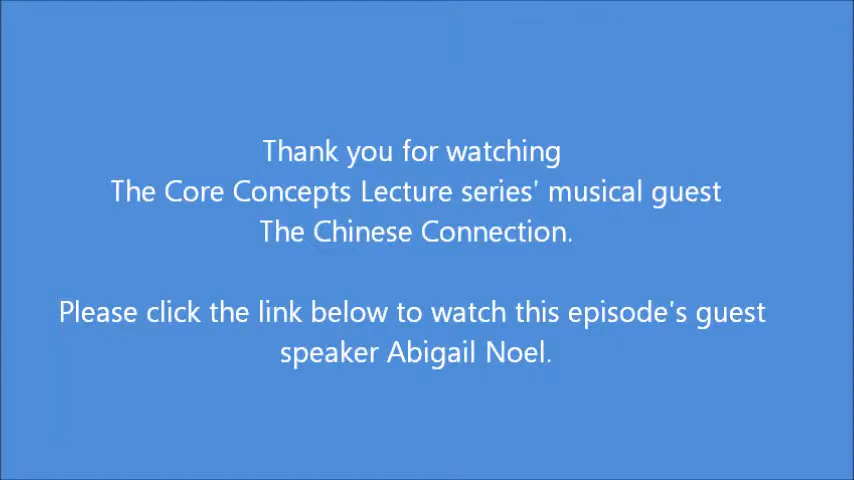 Thank you for watching
The Core Concepts Lecture series' musical guest
The Chinese Connection.
Please click the link below to watch this episode's guest
speaker Abigail Noel.